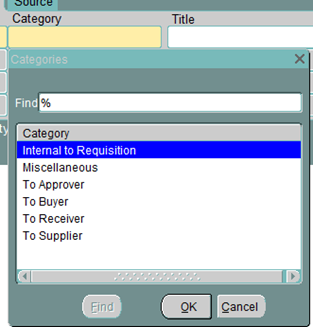 Source
Category Title
Categories
Find %
Category
Internal to Requisition
Miscellaneous
To Approver
To Buyer
To Receiver
To Supplier
Find OK Cancel